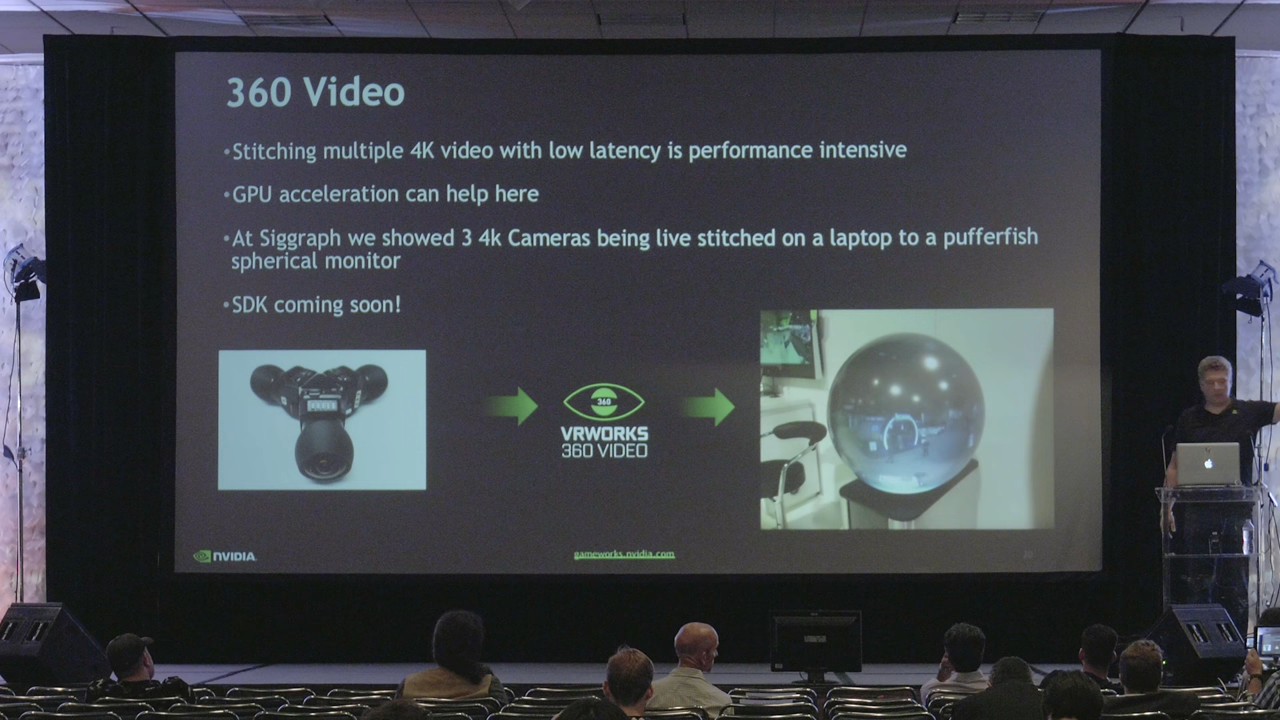 360 Video
•Stitching multiple 4K video with low latency is performance intensive
•GPU acceleration can help here
•At Siggraph we showed 3 4k Cameras being live stitched on a laptop to a pufferfish
spherical monitor
•SDK coming soon!
360
VRWORKS
360 VIDEO
NVIDIA.
gameworks.nvidia.com